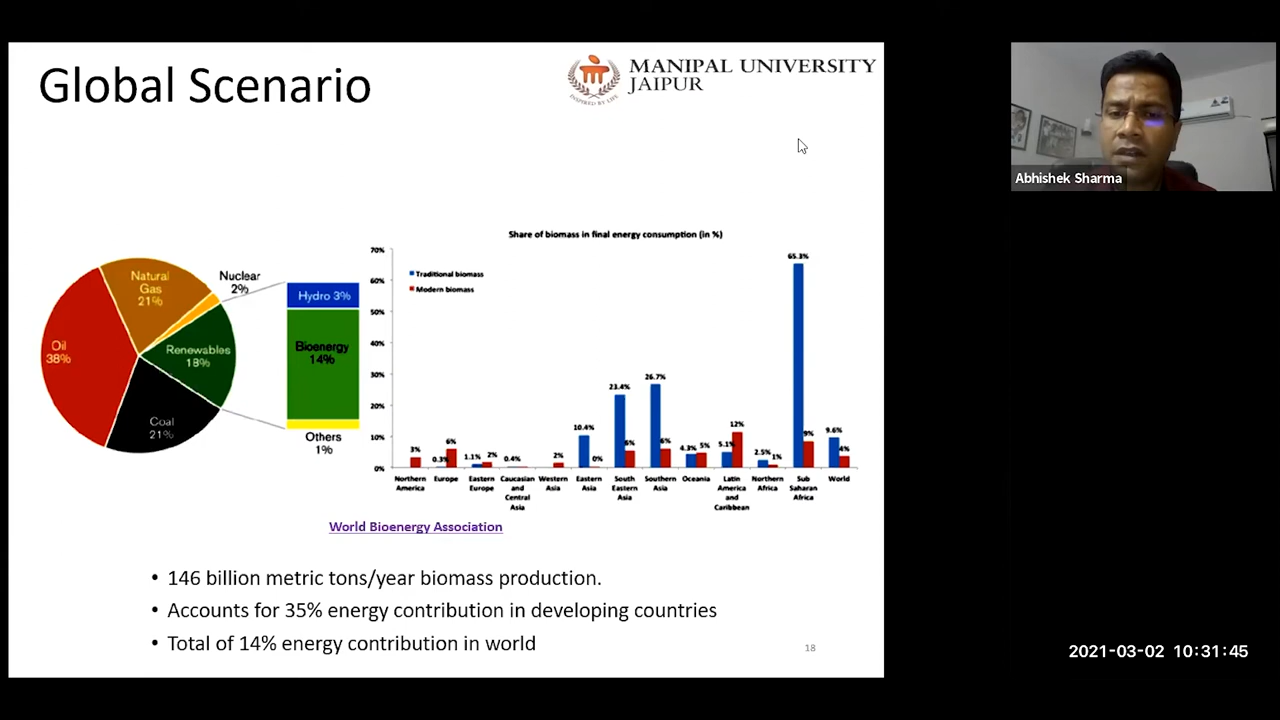 Global Scenario
MANIPAL UNIVERSITY
JAIPUR
INSPIRED BY LIFE
Abhishek Sharma
Natural
Gas
21%
Nuclear
2%
Oil
38%
Renewables
18%
Coal
21%
Hydro 3%
Bioenergy
14%
Others
1%
Share of biomass in final energy consumption (in %)
Traditional biomass
Modern biomass
70%
60%
50%
40%
30%
20%
10%
0%
3%
0.3%
6%
1.1%
2%
0.4%
2%
10.4%
0%
23.4%
6%
26.7%
6%
4.3%
5%
5.1%
12%
2.5%
1%
65.3%
9%
9.6%
4%
Northern
America
Europe
Eastern
Europe
Caucasian
and
Central
Asia
Western
Asia
Eastern
Asia
South
Eastern
Asia
Southern
Asia
Oceania
Latin
America
and
Caribbean
Northern
Africa
Sub
Saharan
Africa
World
World Bioenergy Association
• 146 billion metric tons/year biomass production.
• Accounts for 35% energy contribution in developing countries
• Total of 14% energy contribution in world
18
2021-03-02 10:31:45